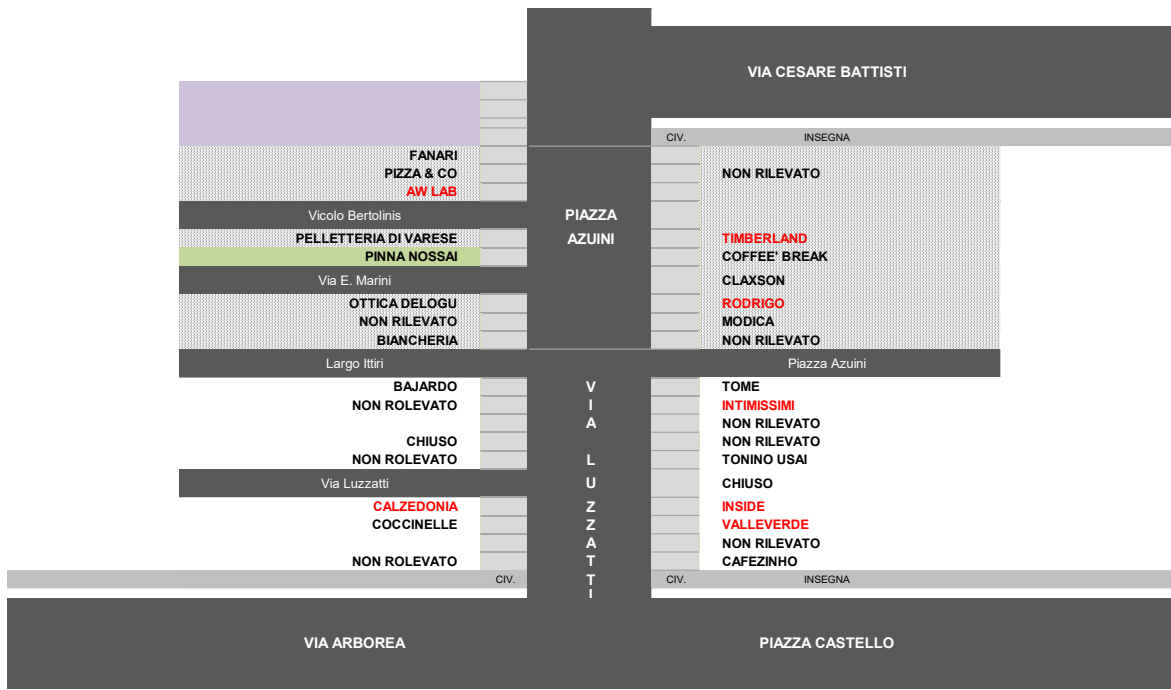 VIA CESARE BATTISTI
CIV. INSEGNA
FANARI
PIZZA & CO NON RILEVATO
AW LAB
Vicolo Bertolinis PIAZZA
PELLETTERIA DI VARESE AZUINI TIMBERLAND
PINNA NOSSAI COFFEE' BREAK
Via E. Marini CLAXSON
OTTICA DELOGU RODRIGO
NON RILEVATO MODICA
BIANCHERIA NON RILEVATO
Largo Ittiri Piazza Azuini
BAJARDO V TOME
NON ROLEVATO I INTIMISSIMI
A NON RILEVATO
CHIUSO NON RILEVATO
NON ROLEVATO L TONINO USAI
Via Luzzatti U CHIUSO
CALZEDONIA Z INSIDE
COCCINELLE Z VALLEVERDE
A NON RILEVATO
NON ROLEVATO T CAFEZINHO
CIV. T CIV. INSEGNA
I
VIA ARBOREA PIAZZA CASTELLO